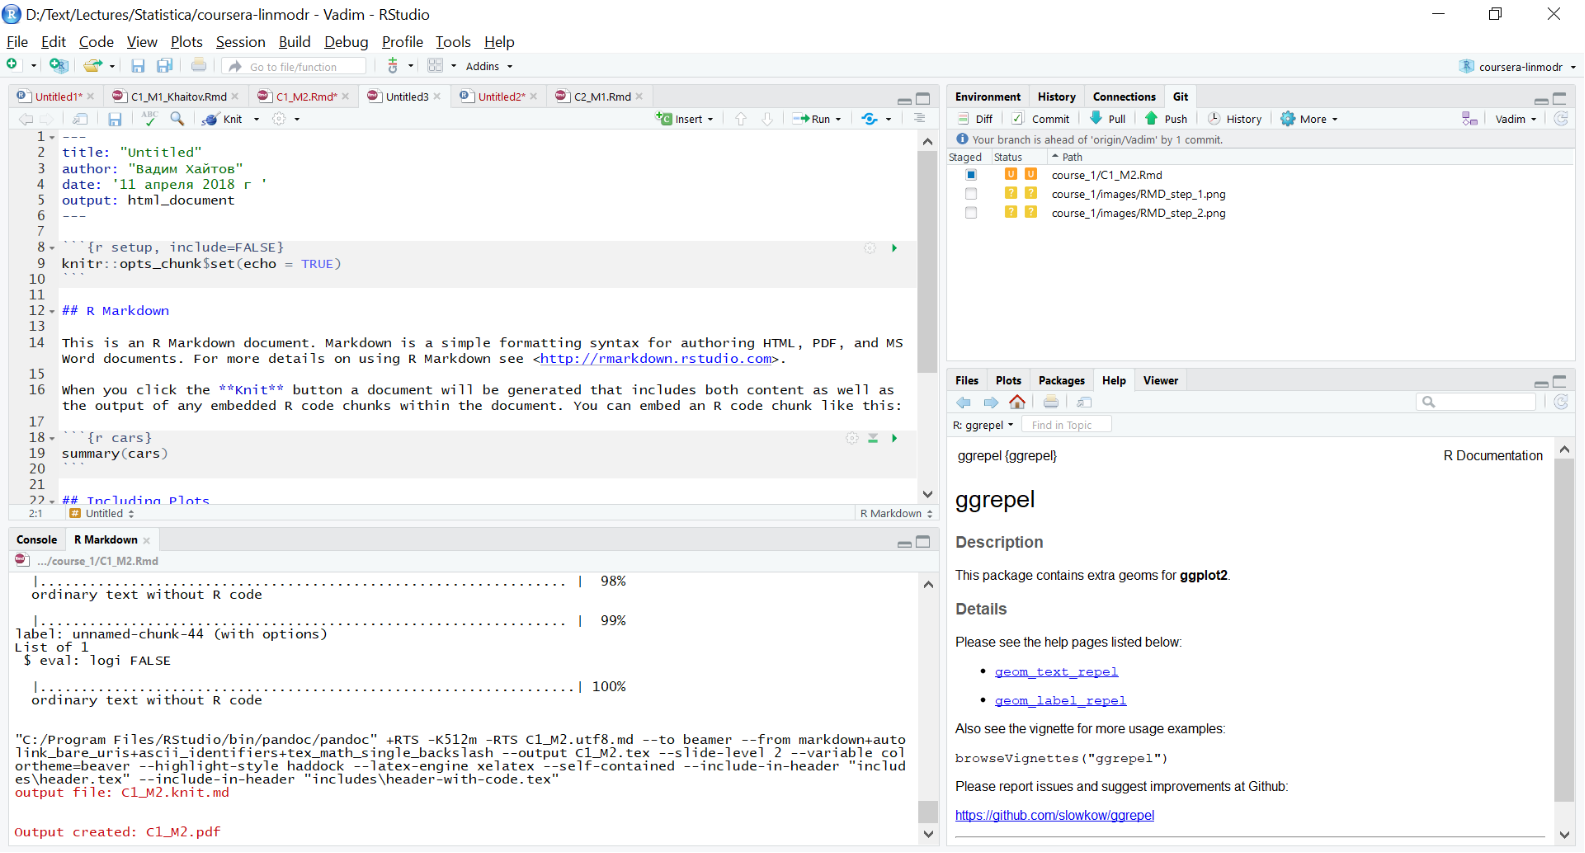 D:/Text/Lectures/Statistica/coursera-linmodr - Vadim - RStudio
File Edit Code View Plots Session Build Debug Profile Tools Help
Go to file/function Addins coursera-linmodr
Untitled1* C1_M1_Khaitov.Rmd C1_M2.Rmd* Untitled3 Untitled2* C2_M1.Rmd
ABC Knit Insert Run
1 ---
2 title: "Untitled"
3 author: "Вадим Хайтов"
4 date: '11 апреля 2018 г '
5 output: html_document
6 ---
7
8 ```{r setup, include=FALSE}
9 knitr::opts_chunk$set(echo = TRUE)
10 ```
11
12 ## R Markdown
13
14 This is an R Markdown document. Markdown is a simple formatting syntax for authoring HTML, PDF, and MS
Word documents. For more details on using R Markdown see <http://rmarkdown.rstudio.com>.
15
16 When you click the **Knit** button a document will be generated that includes both content as well as
the output of any embedded R code chunks within the document. You can embed an R code chunk like this:
17
18 ```{r cars}
19 summary(cars)
20 ```
21
22 ## Including Plots
2:1 # Untitled R Markdown
Console R Markdown
.../course_1/C1_M2.Rmd
|................................................................. | 98%
ordinary text without R code
|................................................................. | 99%
label: unnamed-chunk-44 (with options)
List of 1
$ eval: logi FALSE
|.................................................................| 100%
ordinary text without R code
"C:/Program Files/RStudio/bin/pandoc/pandoc" +RTS -K512m -RTS C1_M2.utf8.md --to beamer --from markdown+auto
link_bare_uris+ascii_identifiers+tex_math_single_backslash --output C1_M2.tex --slide-level 2 --variable col
ortheme=beaver --highlight-style haddock --latex-engine xelatex --self-contained --include-in-header "includ
es\header.tex" --include-in-header "includes\header-with-code.tex"
output file: C1_M2.knit.md
Output created: C1_M2.pdf
Environment History Connections Git
Diff Commit Pull Push History More Vadim
Your branch is ahead of 'origin/Vadim' by 1 commit.
Staged Status Path
U U course_1/C1_M2.Rmd
? ? course_1/images/RMD_step_1.png
? ? course_1/images/RMD_step_2.png
Files Plots Packages Help Viewer
R: ggrepel Find in Topic
ggrepel {ggrepel} R Documentation
ggrepel
Description
This package contains extra geoms for ggplot2.
Details
Please see the help pages listed below:
• geom_text_repel
• geom_label_repel
Also see the vignette for more usage examples:
browseVignettes("ggrepel")
Please report issues and suggest improvements at Github:
https://github.com/slowkow/ggrepel